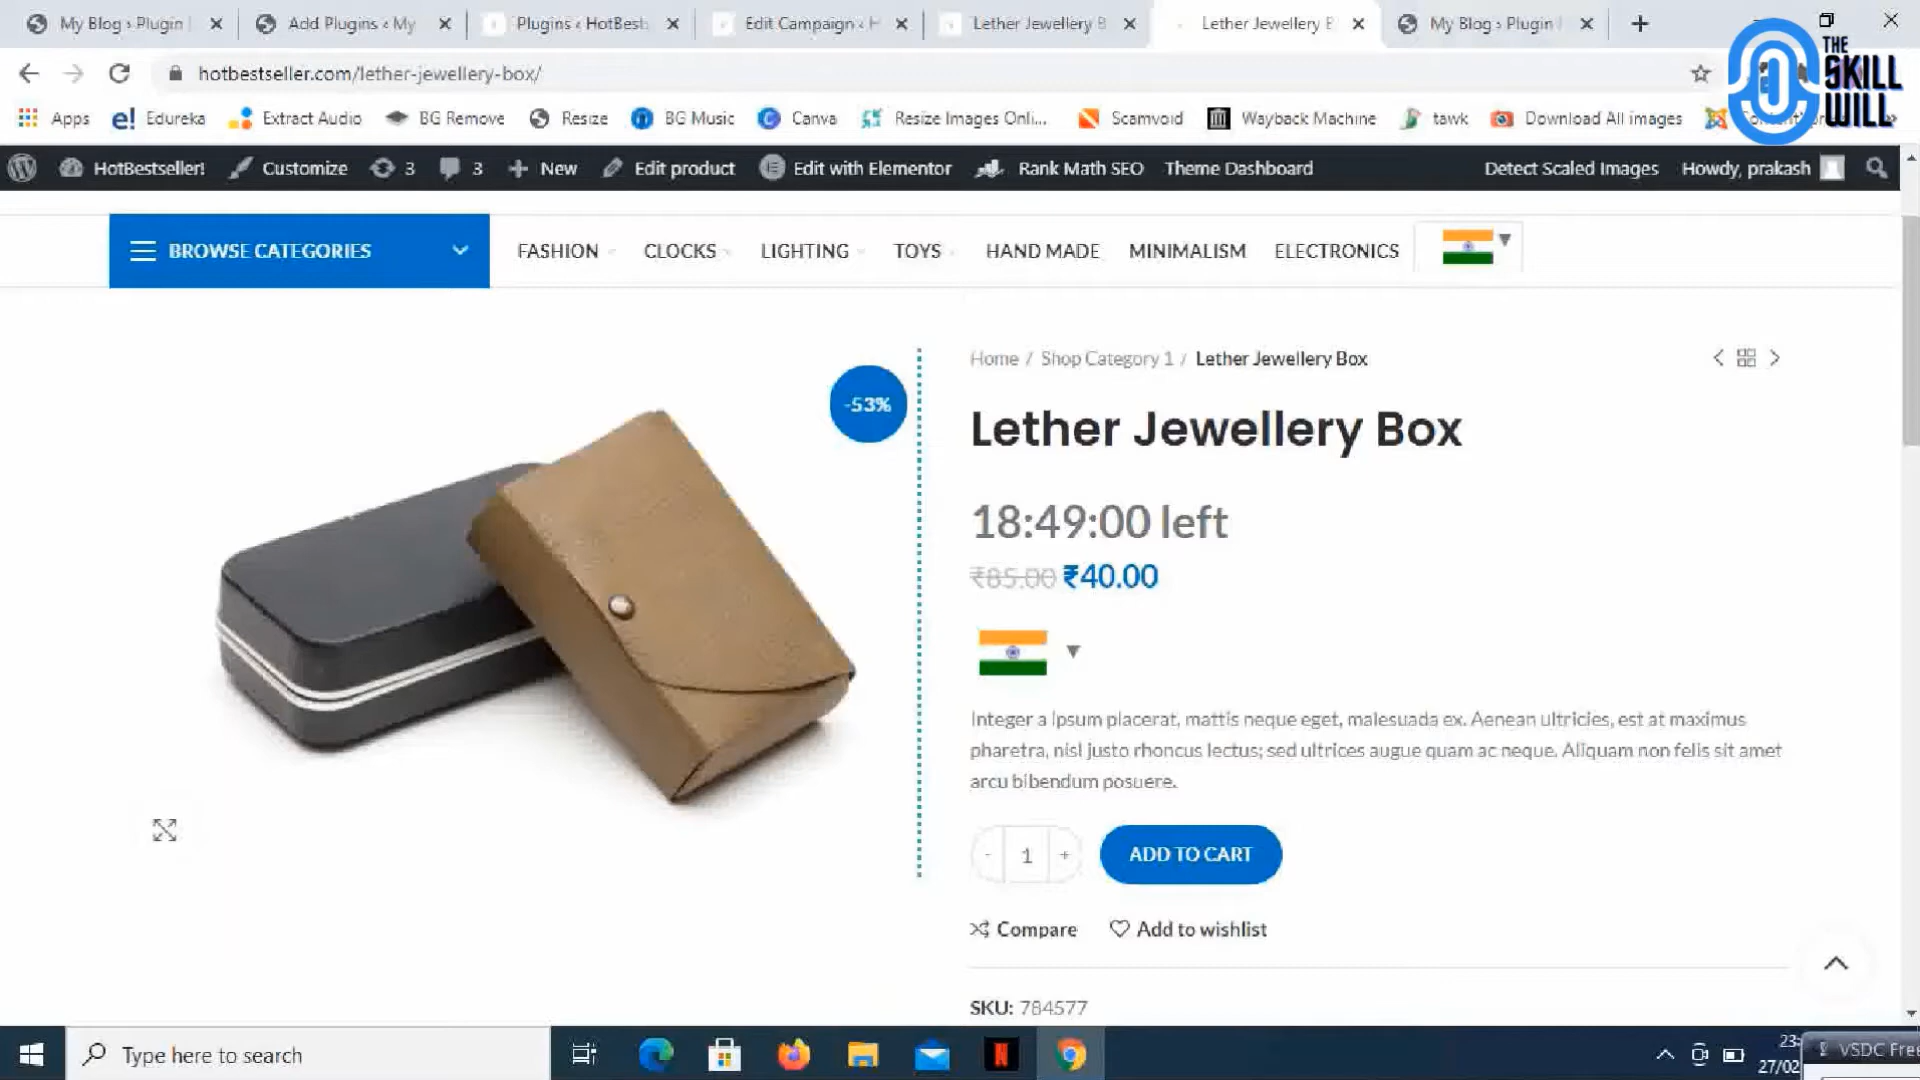 My Blog › Plugin
Add Plugins ‹ My
Plugins ‹ HotBests
Edit Campaign ‹ H
Lether Jewellery B
Lether Jewellery B
My Blog › Plugin
hotbestseller.com/lether-jewellery-box/
THE
SKILL
WILL
Apps
e! Edureka
Extract Audio
BG Remove
Resize
BG Music
Canva
Resize Images Onli...
Scamvoid
Wayback Machine
tawk
Download All images
HotBestseller!
Customize
3
3
New
Edit product
Edit with Elementor
Rank Math SEO
Theme Dashboard
Detect Scaled Images
Howdy, prakash
BROWSE CATEGORIES
FASHION
CLOCKS
LIGHTING
TOYS
HAND MADE
MINIMALISM
ELECTRONICS
Home / Shop Category 1 / Lether Jewellery Box
-53%
Lether Jewellery Box
18:49:00 left
₹85.00 ₹40.00
Integer a ipsum placerat, mattis neque eget, malesuada ex. Aenean ultricies, est at maximus
pharetra, nisl justo rhoncus lectus; sed ultrices augue quam ac neque. Aliquam non felis sit amet
arcu bibendum posuere.
- 1 +
ADD TO CART
Compare
Add to wishlist
SKU: 784577
Type here to search
N
23:
27/02
VSDC Free